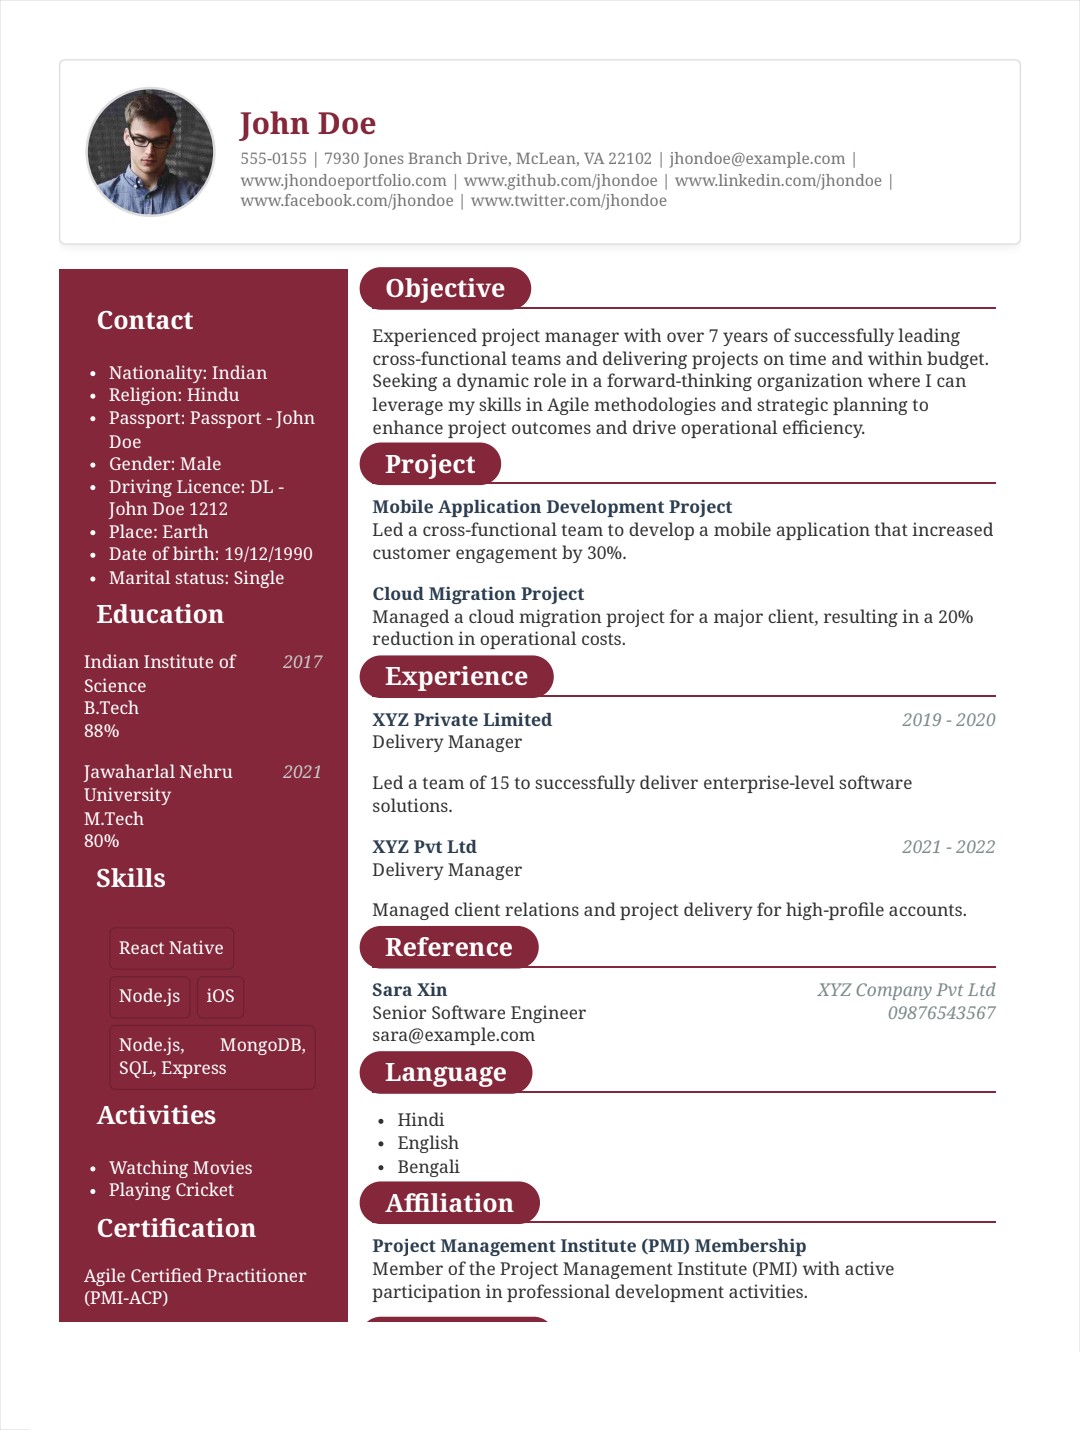 John Doe
555-0155 | 7930 Jones Branch Drive, McLean, VA 22102 | jhondoe@example.com |
www.jhondoeportfolio.com | www.github.com/jhondoe | www.linkedin.com/jhondoe |
www.facebook.com/jhondoe | www.twitter.com/jhondoe
Contact
• Nationality: Indian
• Religion: Hindu
• Passport: Passport - John
Doe
• Gender: Male
• Driving Licence: DL -
John Doe 1212
• Place: Earth
• Date of birth: 19/12/1990
• Marital status: Single
Education
Indian Institute of 2017
Science
B.Tech
88%
Jawaharlal Nehru 2021
University
M.Tech
80%
Skills
React Native
Node.js iOS
Node.js, MongoDB,
SQL, Express
Activities
• Watching Movies
• Playing Cricket
Certification
Agile Certified Practitioner
(PMI-ACP)
Objective
Experienced project manager with over 7 years of successfully leading
cross-functional teams and delivering projects on time and within budget.
Seeking a dynamic role in a forward-thinking organization where I can
leverage my skills in Agile methodologies and strategic planning to
enhance project outcomes and drive operational efficiency.
Project
Mobile Application Development Project
Led a cross-functional team to develop a mobile application that increased
customer engagement by 30%.
Cloud Migration Project
Managed a cloud migration project for a major client, resulting in a 20%
reduction in operational costs.
Experience
XYZ Private Limited 2019 - 2020
Delivery Manager
Led a team of 15 to successfully deliver enterprise-level software
solutions.
XYZ Pvt Ltd 2021 - 2022
Delivery Manager
Managed client relations and project delivery for high-profile accounts.
Reference
Sara Xin XYZ Company Pvt Ltd
Senior Software Engineer 09876543567
sara@example.com
Language
• Hindi
• English
• Bengali
Affiliation
Project Management Institute (PMI) Membership
Member of the Project Management Institute (PMI) with active
participation in professional development activities.